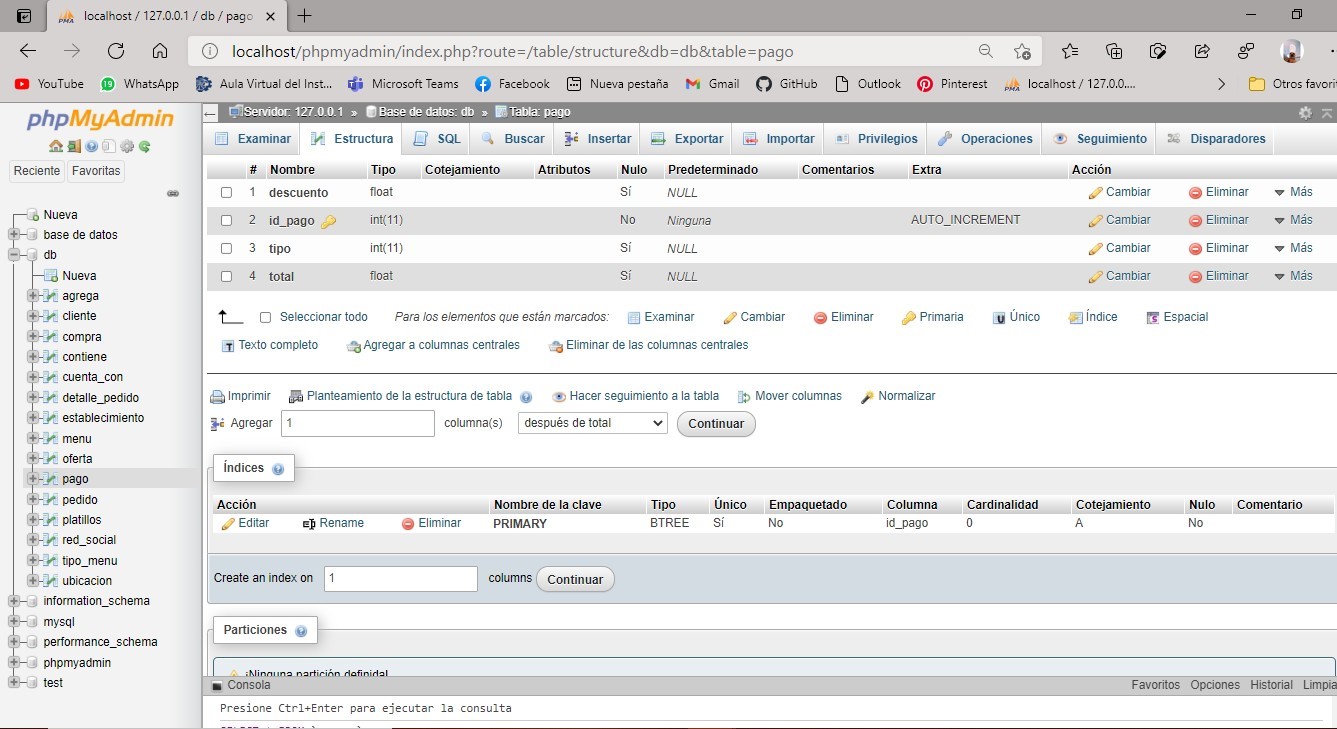 localhost / 127.0.0.1 / db / pago
localhost/phpmyadmin/index.php?route=/table/structure&db=db&table=pago
YouTube WhatsApp Aula Virtual del Inst... Microsoft Teams Facebook Nueva pestaña Gmail GitHub Outlook Pinterest localhost / 127.0.0.... Otros favorit
phpMyAdmin
Reciente Favoritas
Nueva
base de datos
db
Nueva
agrega
cliente
compra
contiene
cuenta_con
detalle_pedido
establecimiento
menu
oferta
pago
pedido
platillos
red_social
tipo_menu
ubicacion
information_schema
mysql
performance_schema
phpmyadmin
test
Servidor: 127.0.0.1 » Base de datos: db » Tabla: pago
Examinar Estructura SQL Buscar Insertar Exportar Importar Privilegios Operaciones Seguimiento Disparadores
# Nombre Tipo Cotejamiento Atributos Nulo Predeterminado Comentarios Extra Acción
1 descuento float Sí NULL Cambiar Eliminar Más
2 id_pago int(11) No Ninguna AUTO_INCREMENT Cambiar Eliminar Más
3 tipo int(11) Sí NULL Cambiar Eliminar Más
4 total float Sí NULL Cambiar Eliminar Más
Seleccionar todo Para los elementos que están marcados: Examinar Cambiar Eliminar Primaria Único Índice Espacial
Texto completo Agregar a columnas centrales Eliminar de las columnas centrales
Imprimir Planteamiento de la estructura de tabla Hacer seguimiento a la tabla Mover columnas Normalizar
Agregar 1 columna(s) después de total Continuar
Índices
Acción Nombre de la clave Tipo Único Empaquetado Columna Cardinalidad Cotejamiento Nulo Comentario
Editar Rename Eliminar PRIMARY BTREE Sí No id_pago 0 A No
Create an index on 1 columns Continuar
Particiones
¡Ninguna partición definida!
Consola Favoritos Opciones Historial Limpia
Presione Ctrl+Enter para ejecutar la consulta